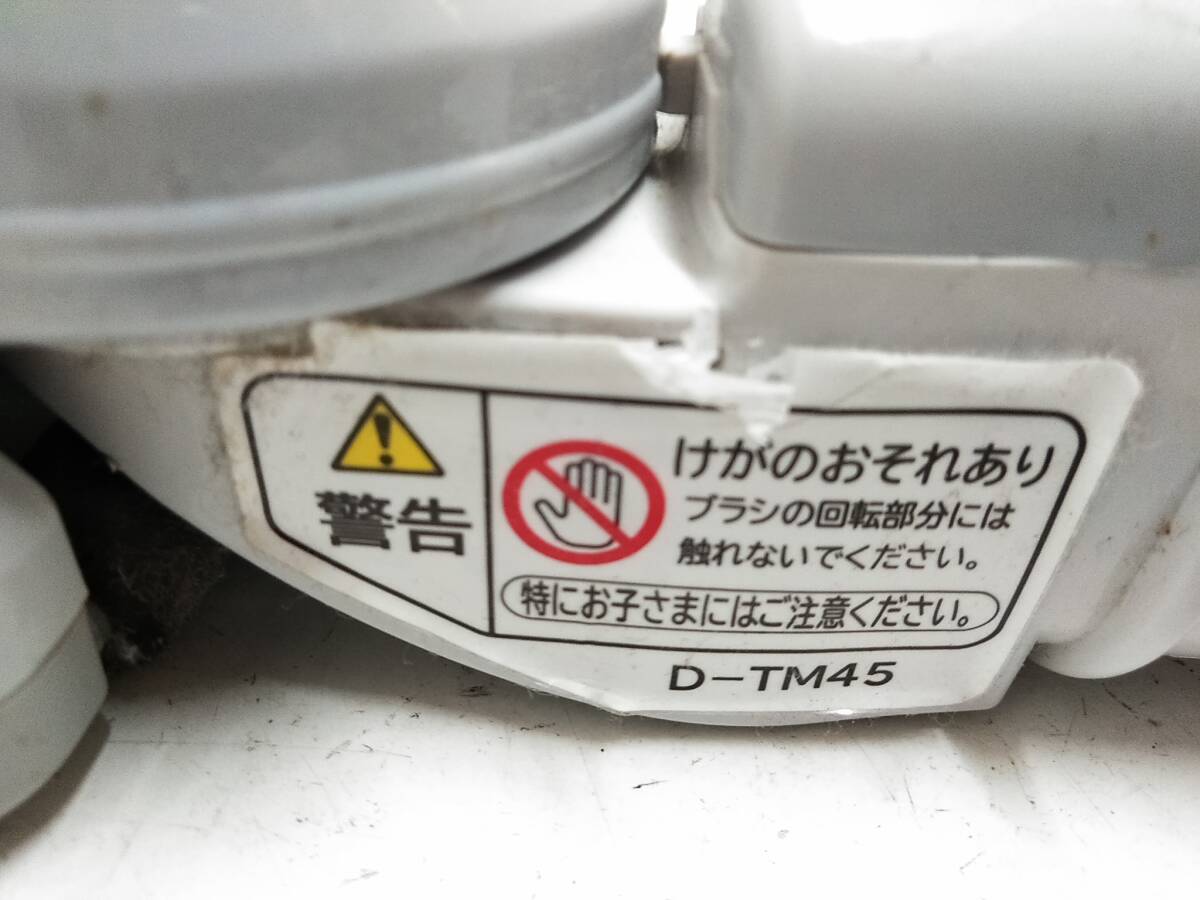 警告
けがのおそれあり
ブラシの回転部分には
触れないでください。
特にお子さまにはご注意ください。
D-TM45